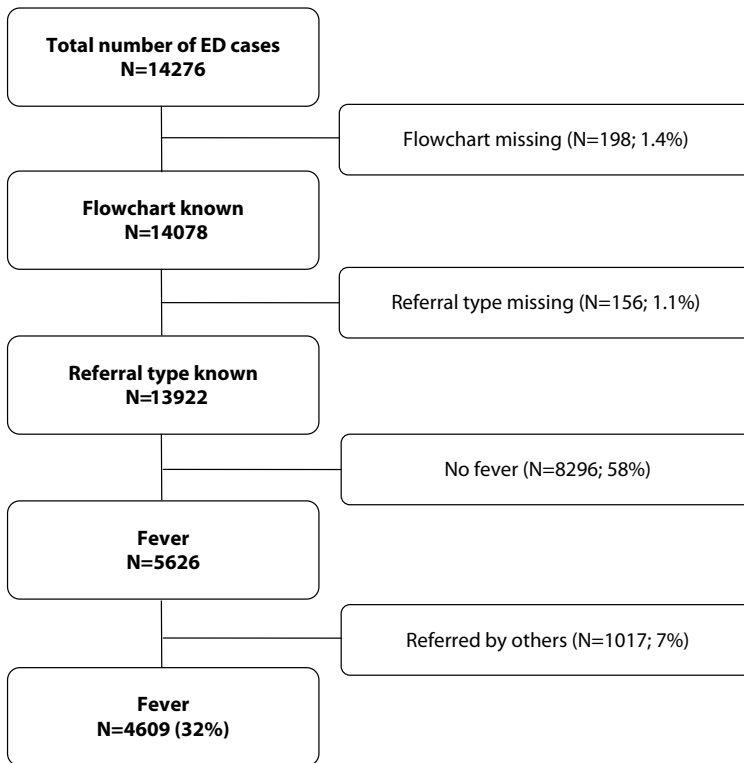 Total number of ED cases
N=14276
Flowchart missing (N=198; 1.4%)
Flowchart known
N=14078
Referral type missing (N=156; 1.1%)
Referral type known
N=13922
No fever (N=8296; 58%)
Fever
N=5626
Referred by others (N=1017; 7%)
Fever
N=4609 (32%)